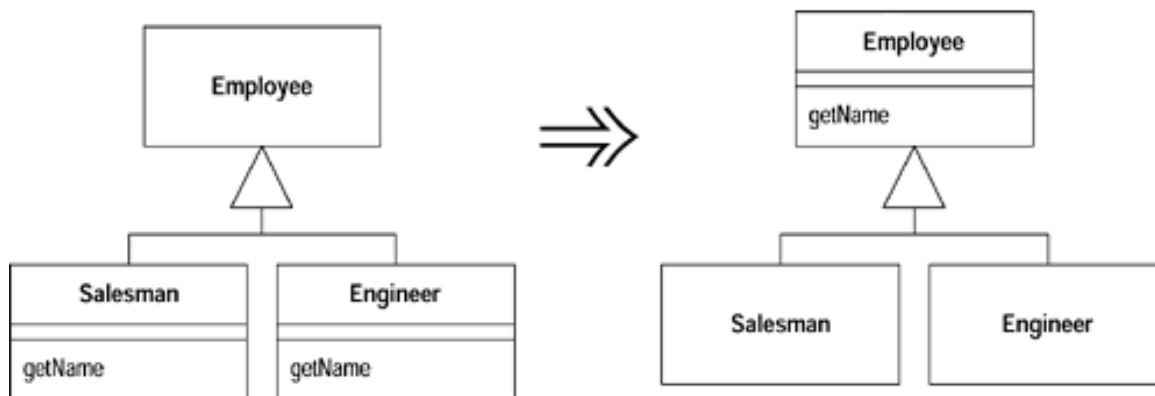 Employee
Salesman
getName
Engineer
getName
Employee
getName
Salesman
Engineer